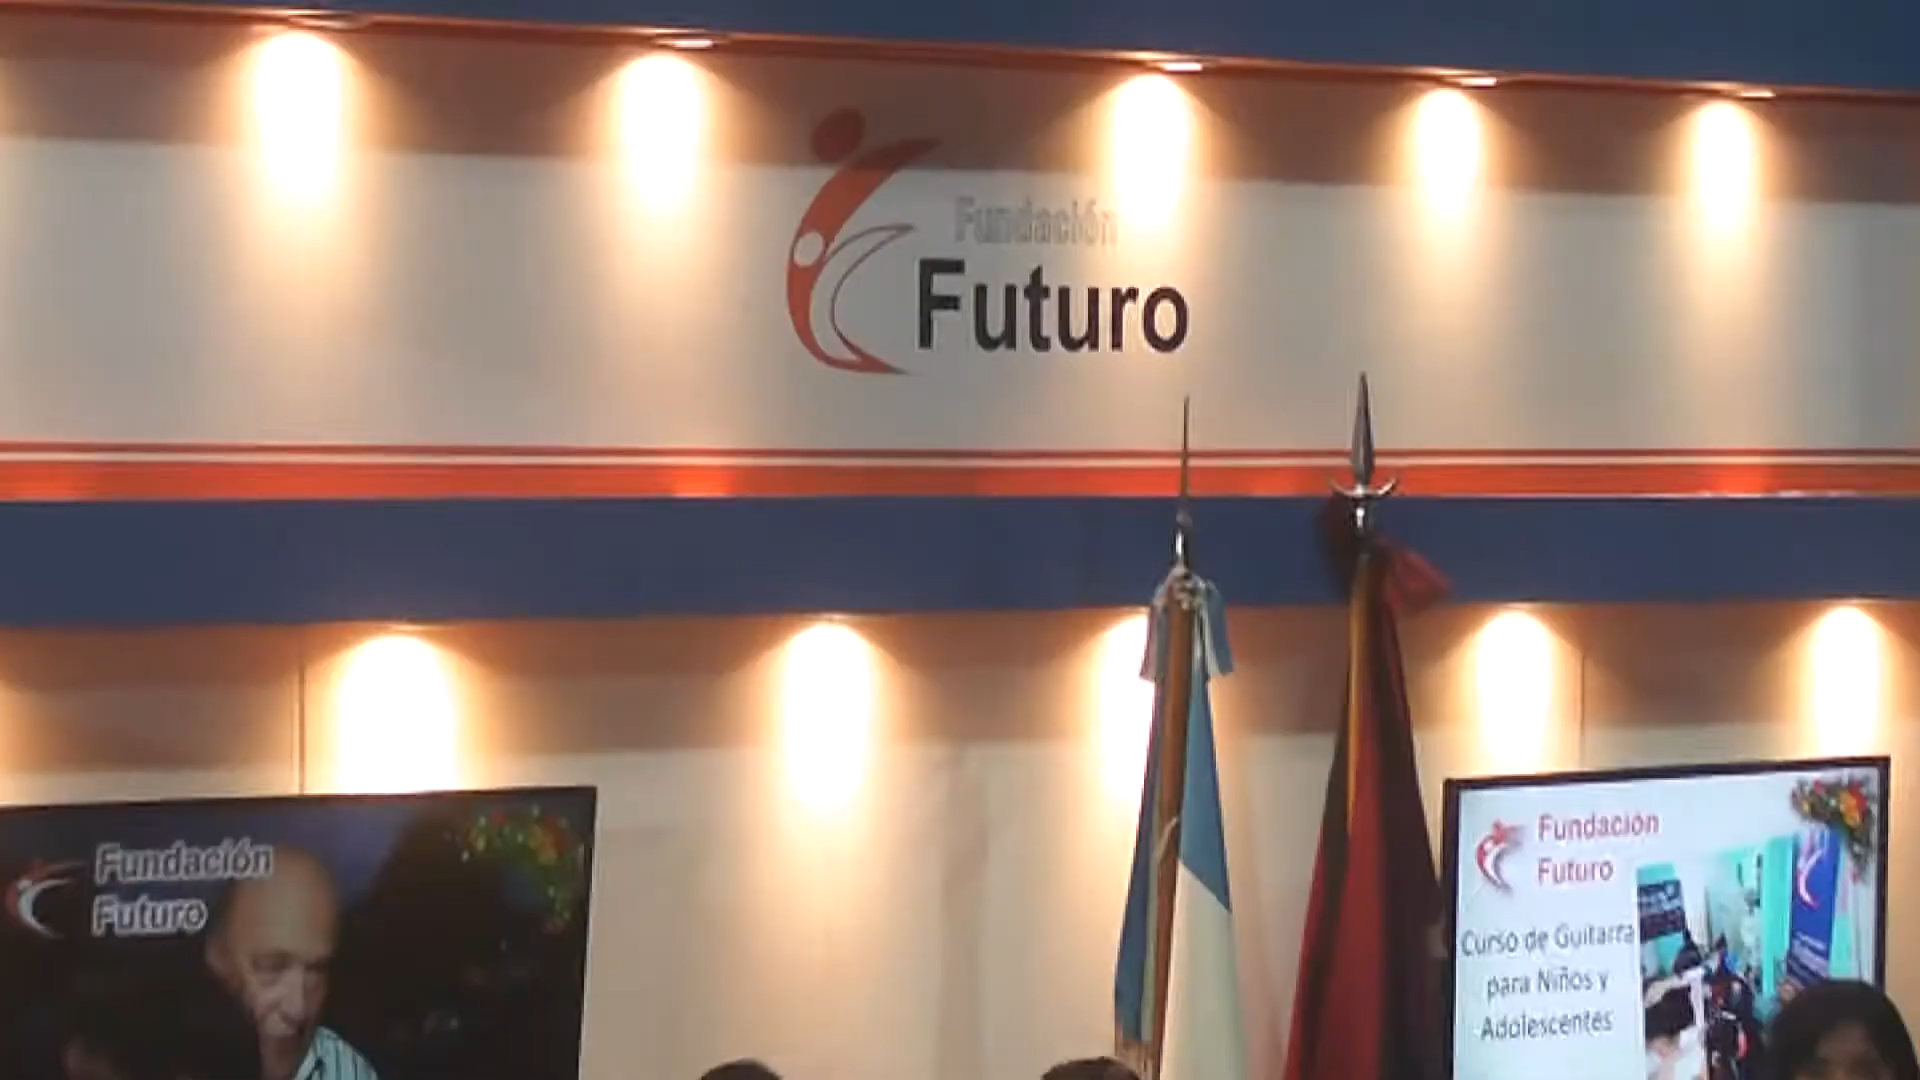 Fundación
Futuro
Fundación
Futuro
Fundación
Futuro
Curso de Guitarra
para Niños y
Adolescentes